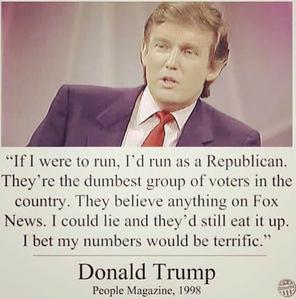 “If I were to run, I’d run as a Republican.
They’re the dumbest group of voters in the
country. They believe anything on Fox
News. I could lie and they’d still eat it up.
I bet my numbers would be terrific.”
Donald Trump
People Magazine, 1998